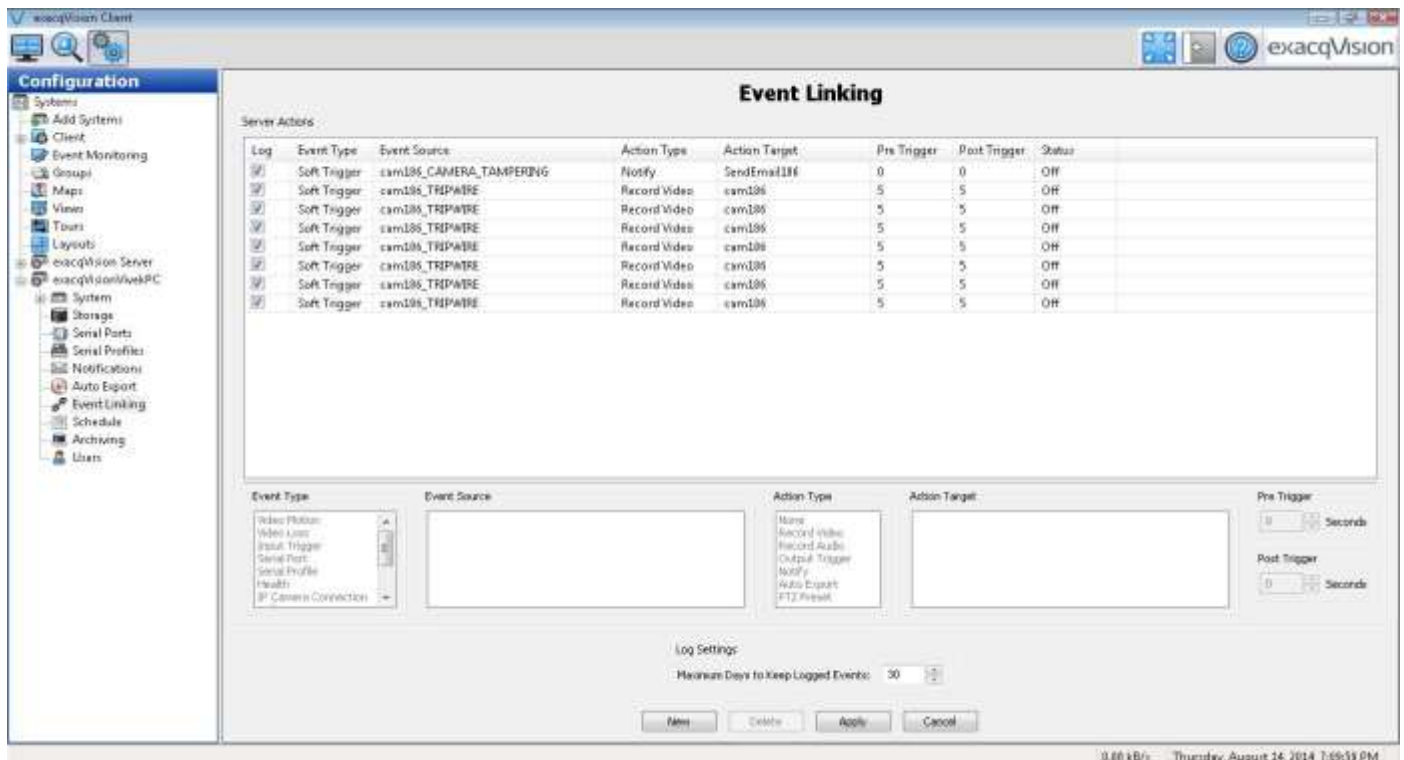 exacqVision Client
exacqVision
Configuration
Systems
Add Systems
Client
Event Monitoring
Groups
Maps
Views
Tours
Layouts
exacqVision Server
exacqVisionVivekPC
System
Storage
Serial Ports
Serial Profiles
Notifications
Auto Export
Event Linking
Schedule
Archiving
Users
Event Linking
Server Actions
Log Event Type Event Source Action Type Action Target Pre Trigger Post Trigger Status
Soft Trigger cam186_CAMERA_TAMPERING Notify SendEmail186 0 0 Off
Soft Trigger cam186_TRIPWIRE Record Video cam186 5 5 Off
Soft Trigger cam186_TRIPWIRE Record Video cam186 5 5 Off
Soft Trigger cam186_TRIPWIRE Record Video cam186 5 5 Off
Soft Trigger cam186_TRIPWIRE Record Video cam186 5 5 Off
Soft Trigger cam186_TRIPWIRE Record Video cam186 5 5 Off
Soft Trigger cam186_TRIPWIRE Record Video cam186 5 5 Off
Soft Trigger cam186_TRIPWIRE Record Video cam186 5 5 Off
Event Type Event Source Action Type Action Target Pre Trigger
Video Motion
Video Loss
Input Trigger
Serial Port
Serial Profile
Health
IP Camera Connection
None
Record Video
Record Audio
Output Trigger
Notify
Auto Export
PTZ Preset
0 Seconds
Post Trigger
0 Seconds
Log Settings
Maximum Days to Keep Logged Events: 30
New Delete Apply Cancel
0.00 kB/s Thursday, August 14, 2014